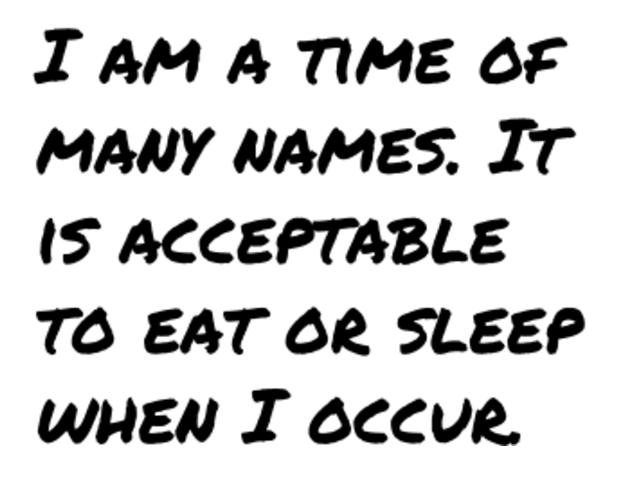 I AM A TIME OF
MANY NAMES. IT
IS ACCEPTABLE
TO EAT OR SLEEP
WHEN I OCCUR.